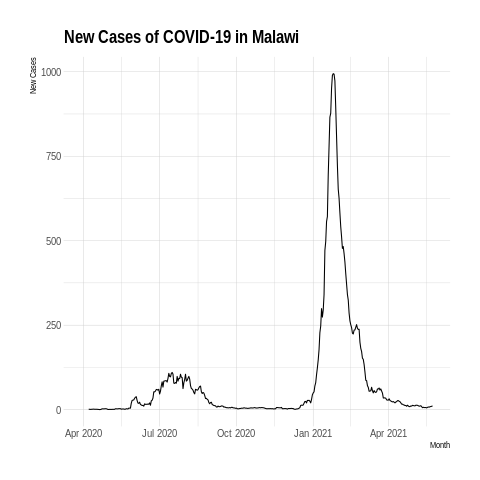 New Cases of COVID-19 in Malawi
New Cases
1000
750
500
250
0
Apr 2020
Jul 2020
Oct 2020
Jan 2021
Apr 2021
Month